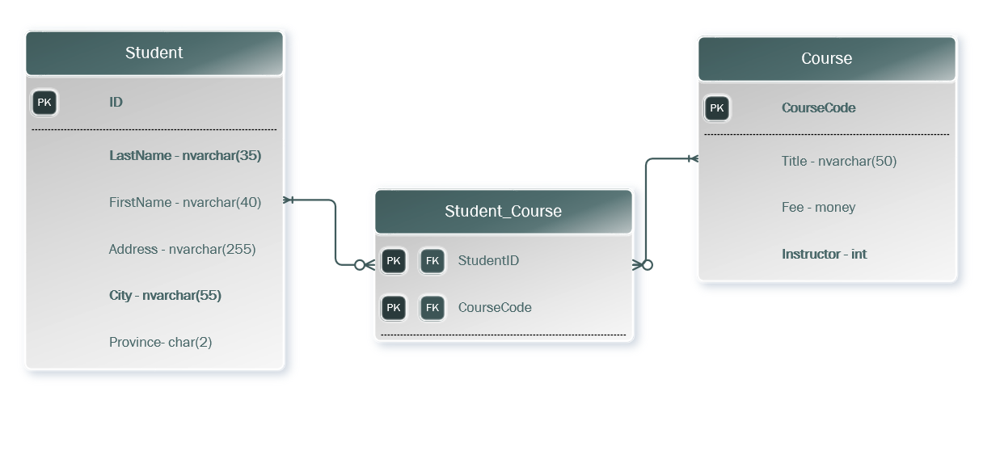 Student
PK ID
LastName - nvarchar(35)
FirstName - nvarchar(40)
Address - nvarchar(255)
City - nvarchar(55)
Province- char(2)
Student_Course
PK FK StudentID
PK FK CourseCode
Course
PK CourseCode
Title - nvarchar(50)
Fee - money
Instructor - int